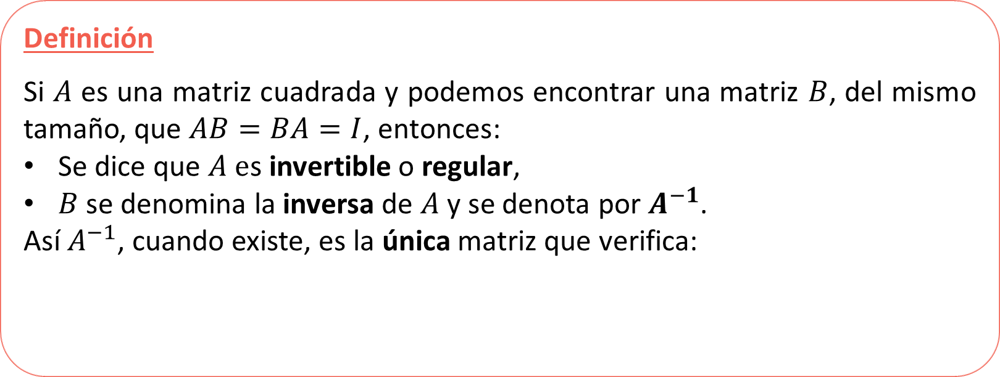 Definición
Si A es una matriz cuadrada y podemos encontrar una matriz B, del mismo
tamaño, que AB = BA = I, entonces:
• Se dice que A es invertible o regular,
• B se denomina la inversa de A y se denota por A⁻¹.
Así A⁻¹, cuando existe, es la única matriz que verifica: